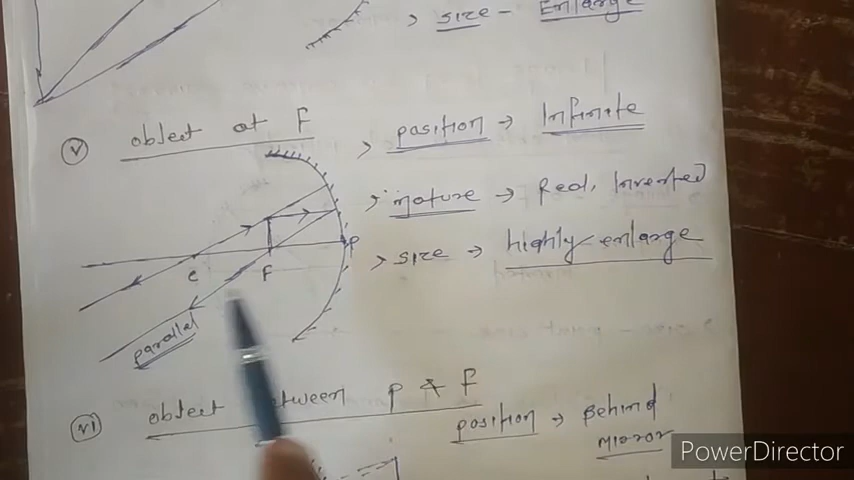 > size - Enlarge
(v) object at F
> position → Infinite
> nature → Real, Inverted
> size → highly enlarge
C F P
parallel
(vi) object between P & F
position → Behind
mirror
PowerDirector